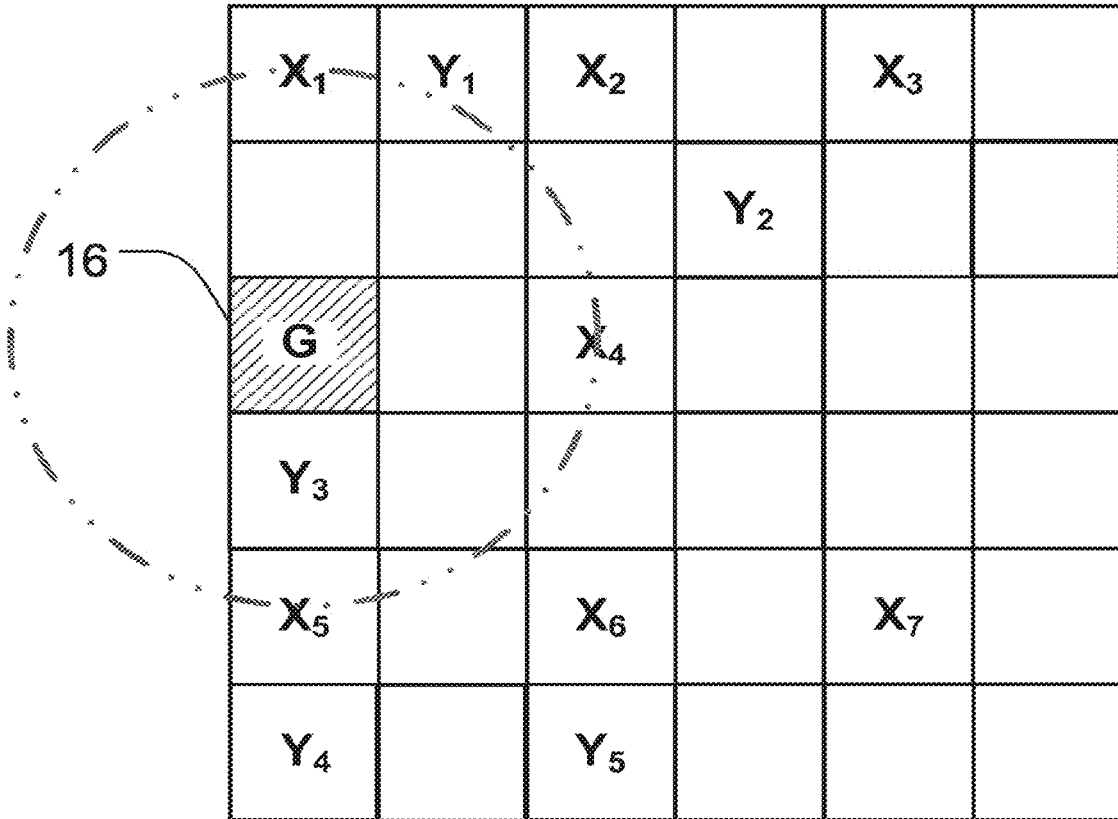 X₁ Y₁ X₂ X₃
Y₂
16
G X₄
Y₃
X₅ X₆ X₇
Y₄ Y₅